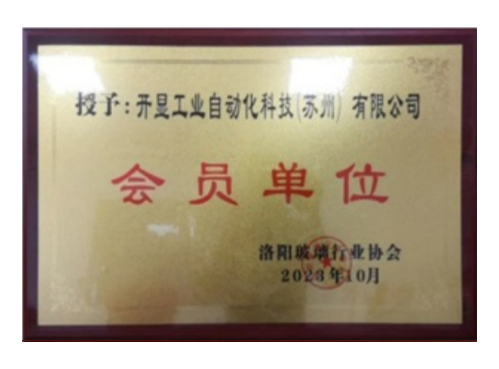 授予：开显工业自动化科技(苏州)有限公司
会员单位
洛阳玻璃行业协会
2023年10月